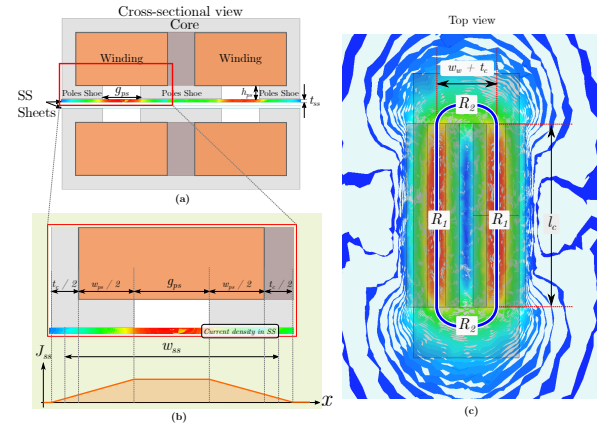 Cross-sectional view
Core
Winding
Winding
Poles Shoe
g_ps
Poles Shoe
h_ps
Poles Shoe
t_ss
SS
Sheets
(a)
t_c / 2
w_ps / 2
g_ps
w_ps / 2
t_c / 2
Current density in SS
w_ss
J_ss
x
(b)
Top view
w_w + t_c
R_2
R_1
R_1
l_c
R_2
(c)